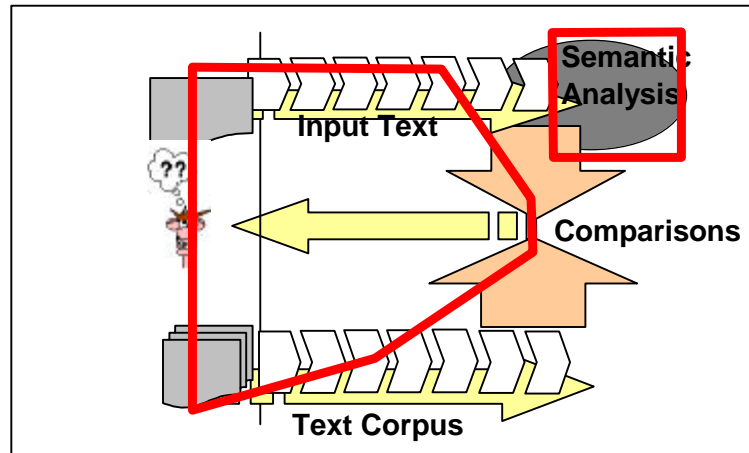 Semantic
Analysis
Input Text
??
Comparisons
Text Corpus